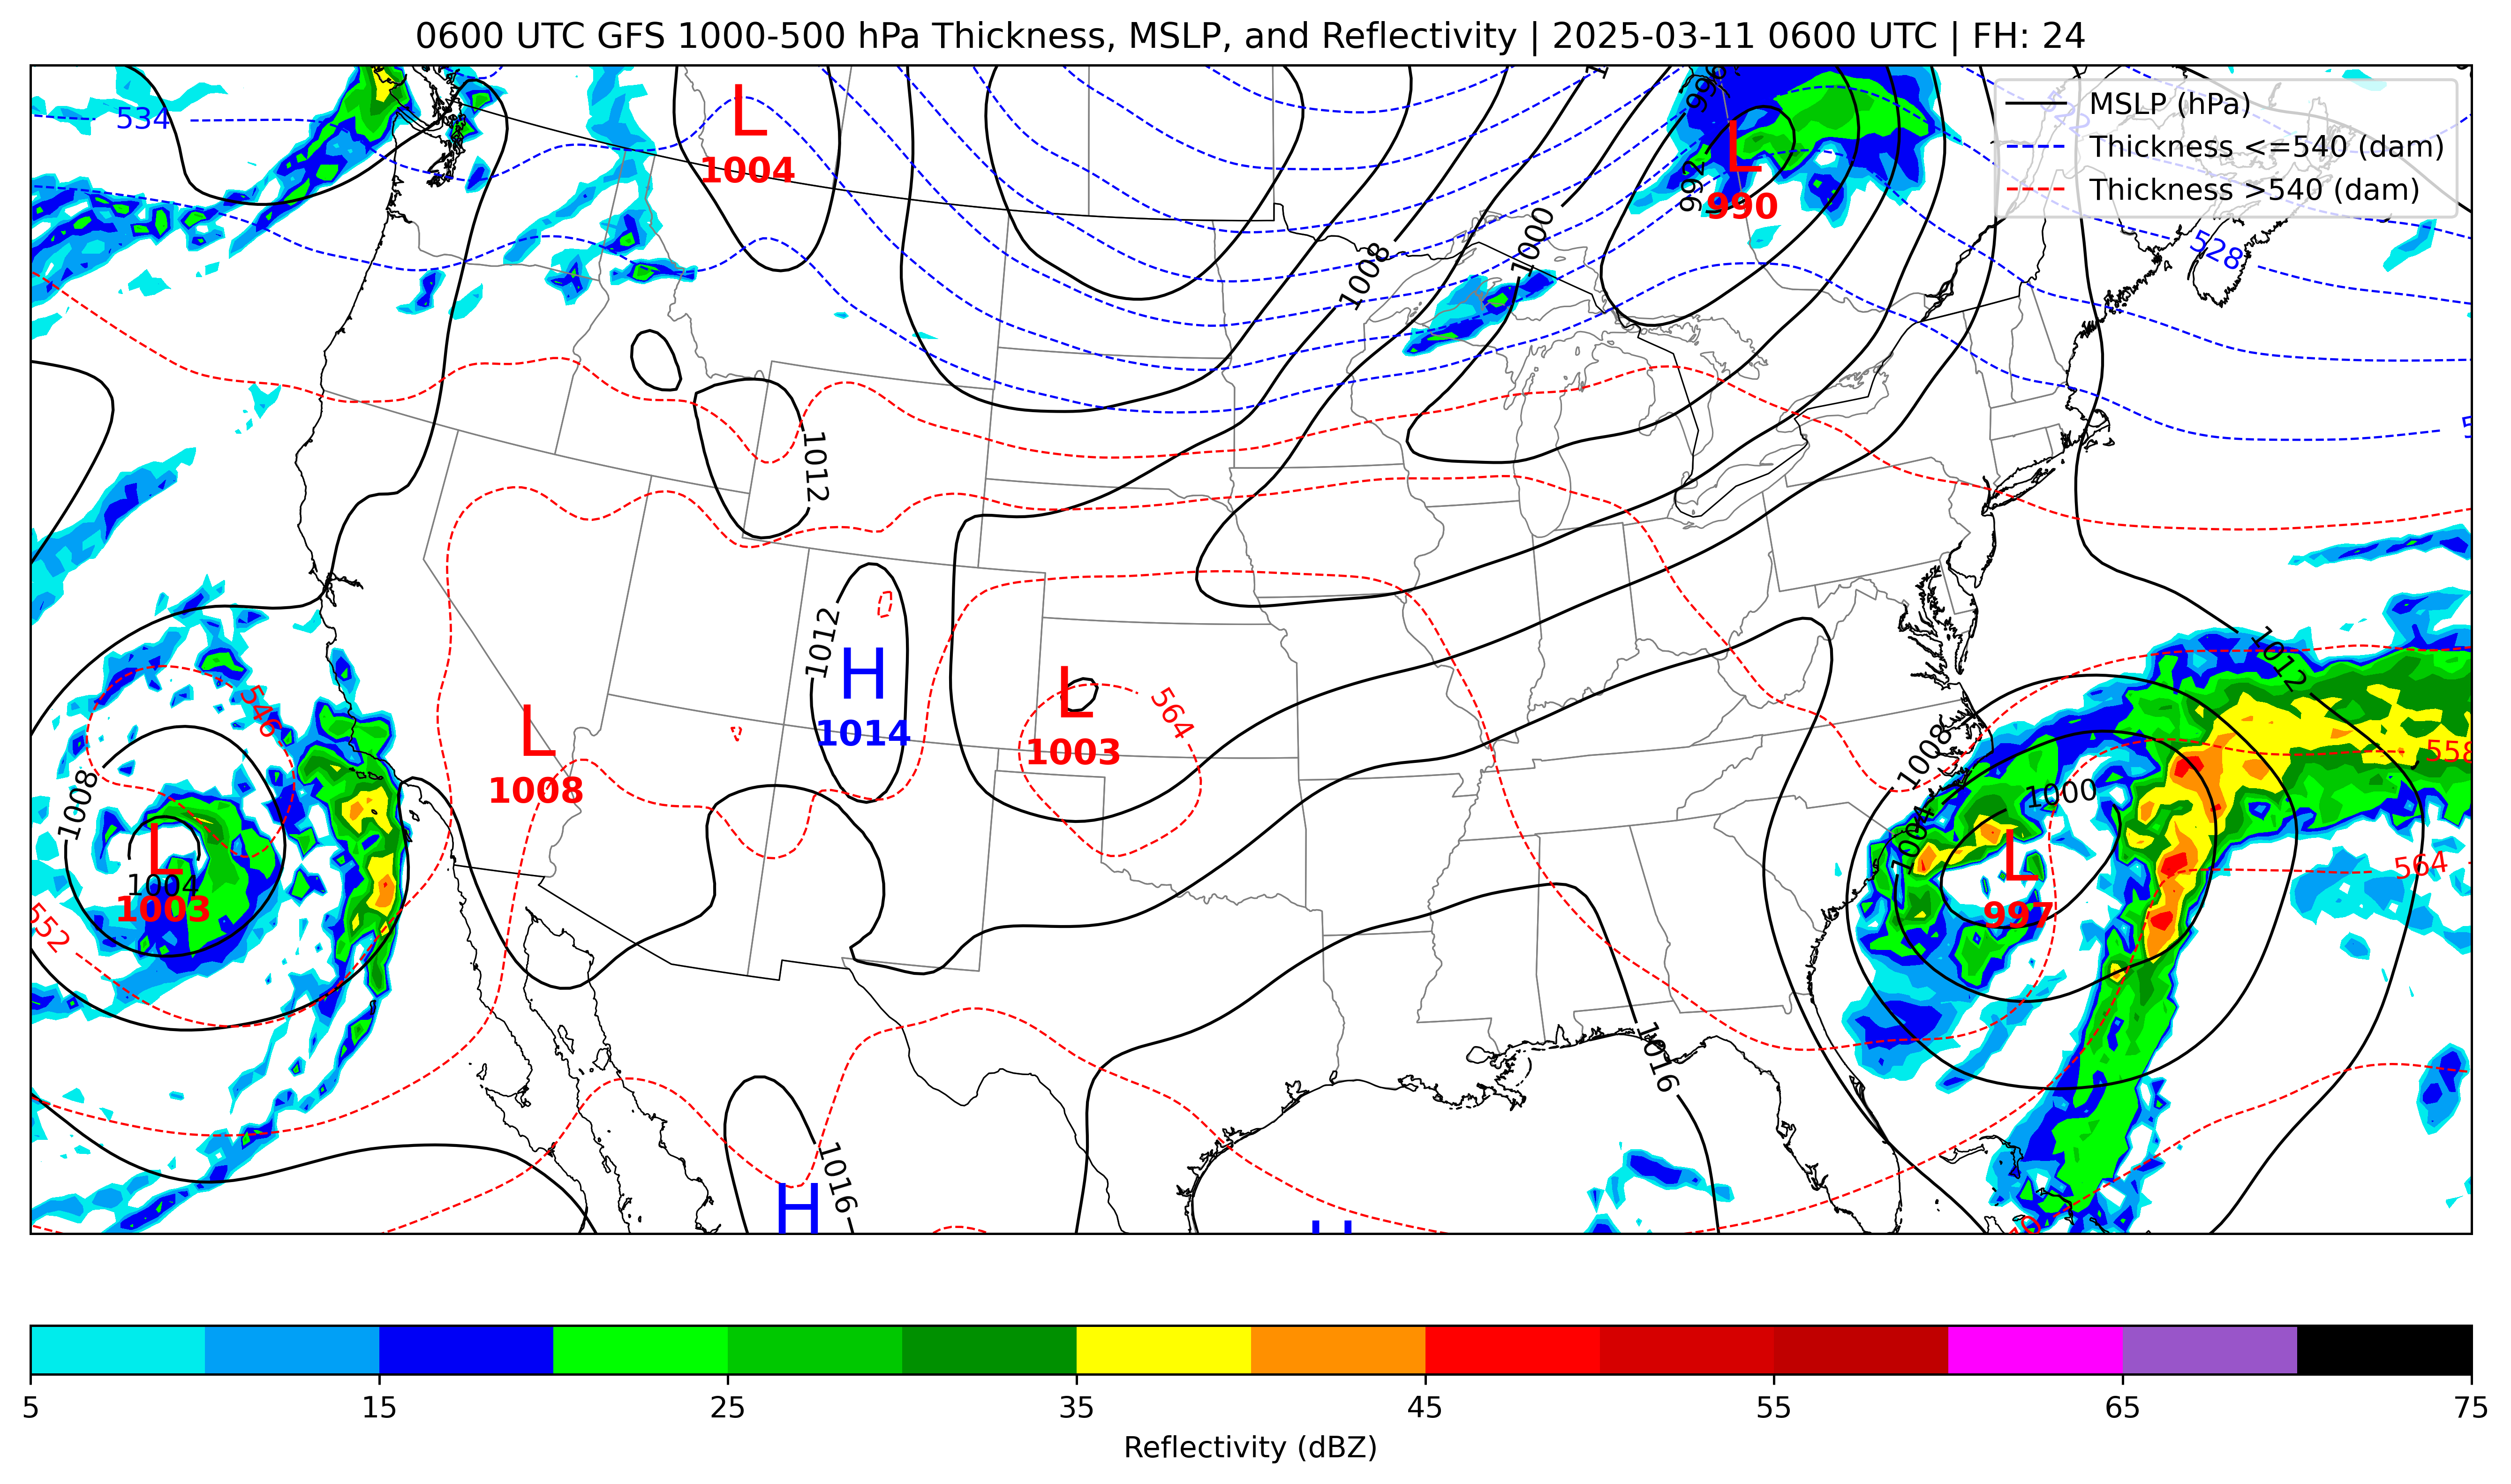 0600 UTC GFS 1000-500 hPa Thickness, MSLP, and Reflectivity | 2025-03-11 0600 UTC | FH: 24
MSLP (hPa)
Thickness <=540 (dam)
Thickness >540 (dam)
534
L
1004
996
992
L
990
528
1000
1008
1012
1012
H
1014
L
1003
564
L
1008
546
1008
L
1004
1003
552
1012
1008
1000
1004
L
997
558
564
1016
1016
H
H
5 15 25 35 45 55 65 75
Reflectivity (dBZ)